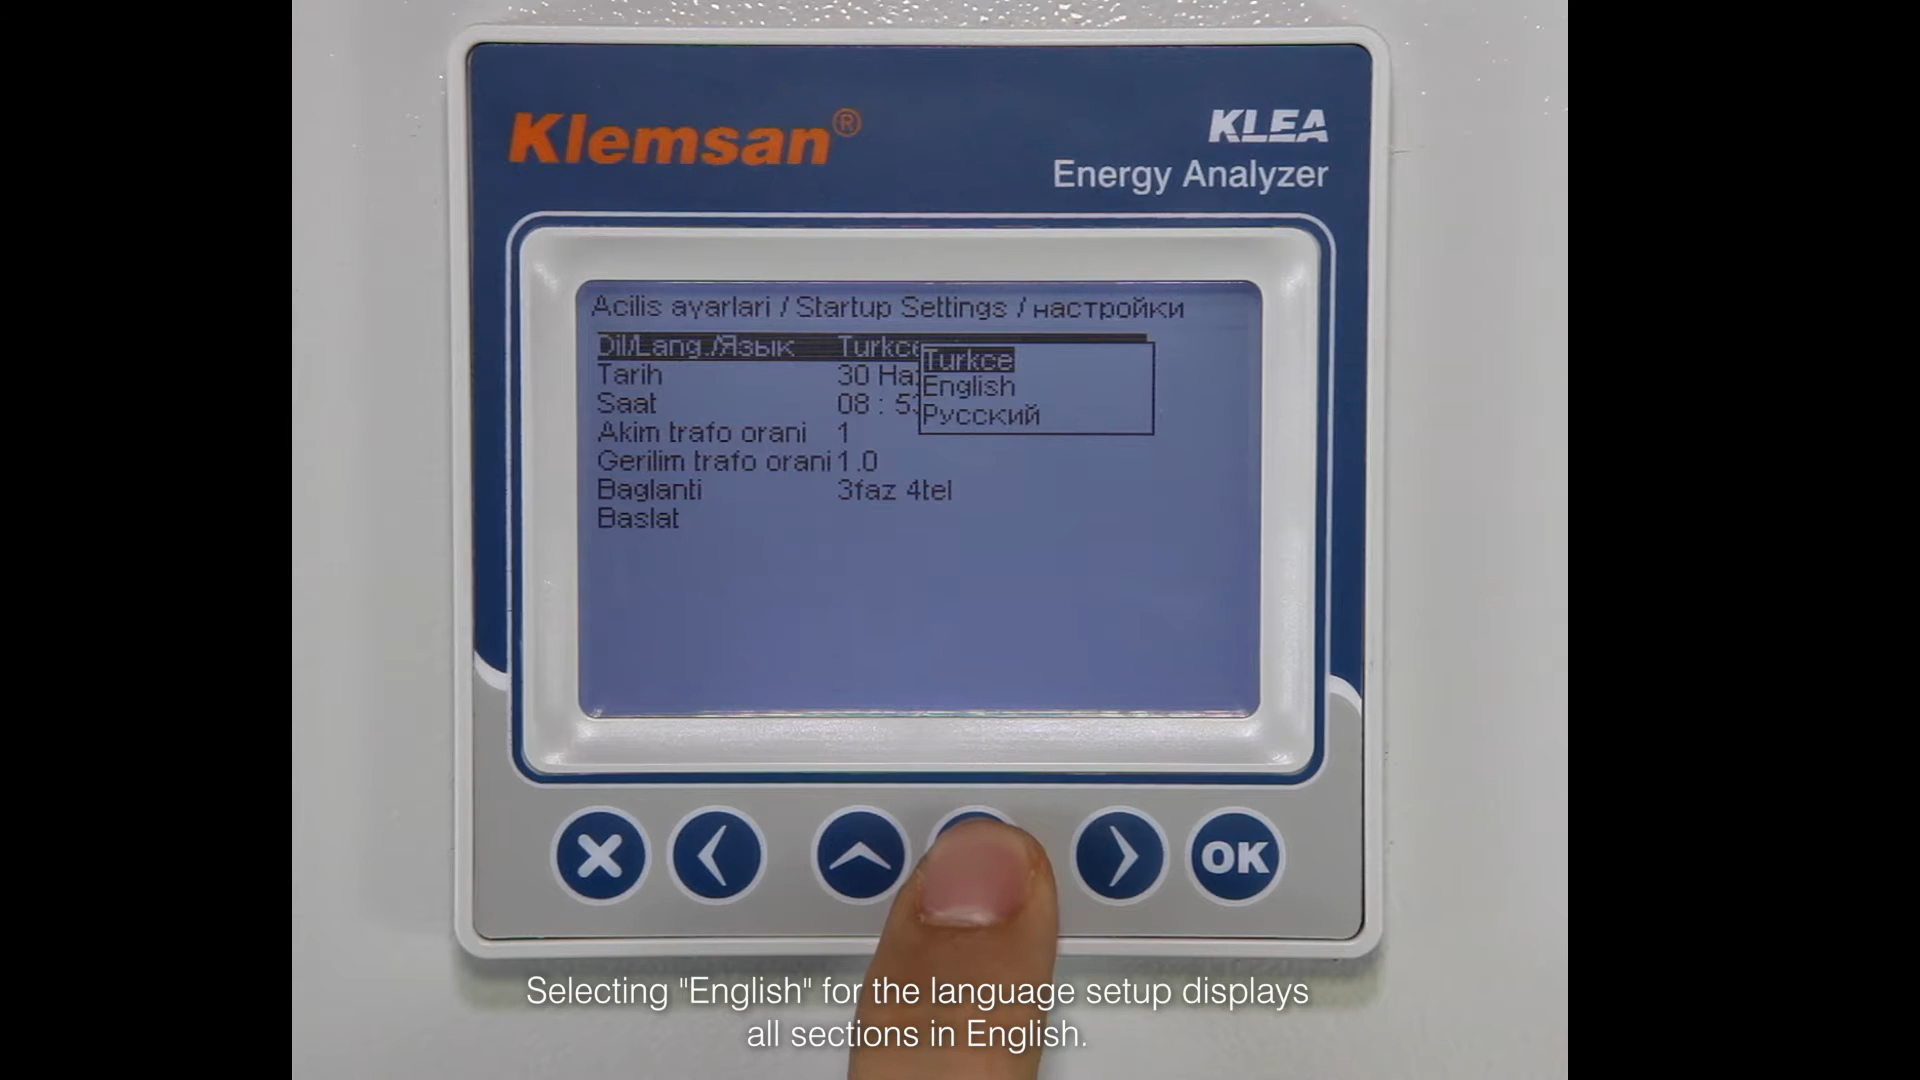 Klemsan®
KLEA
Energy Analyzer
Acilis ayarlari / Startup Settings / настройки
Dil/Lang./Язык Turkce
Turkce
English
Русский
Tarih 30
Saat 08 :
Akim trafo orani 1
Gerilim trafo orani 1.0
Baglanti 3faz 4tel
Baslat
OK
Selecting "English" for the language setup displays
all sections in English.